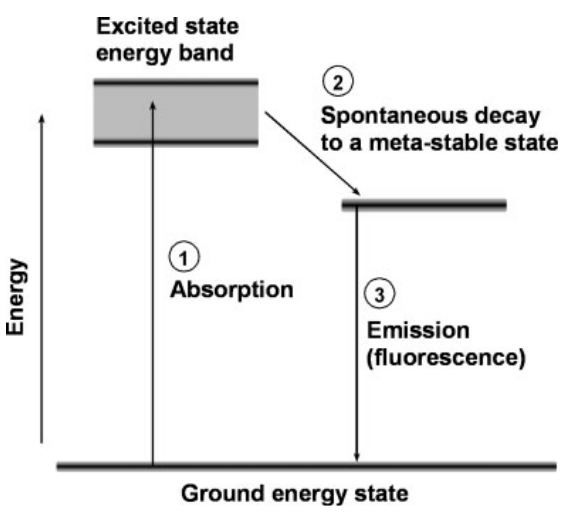 Excited state
energy band
2
Spontaneous decay
to a meta-stable state
1
Absorption
3
Emission
(fluorescence)
Energy
Ground energy state